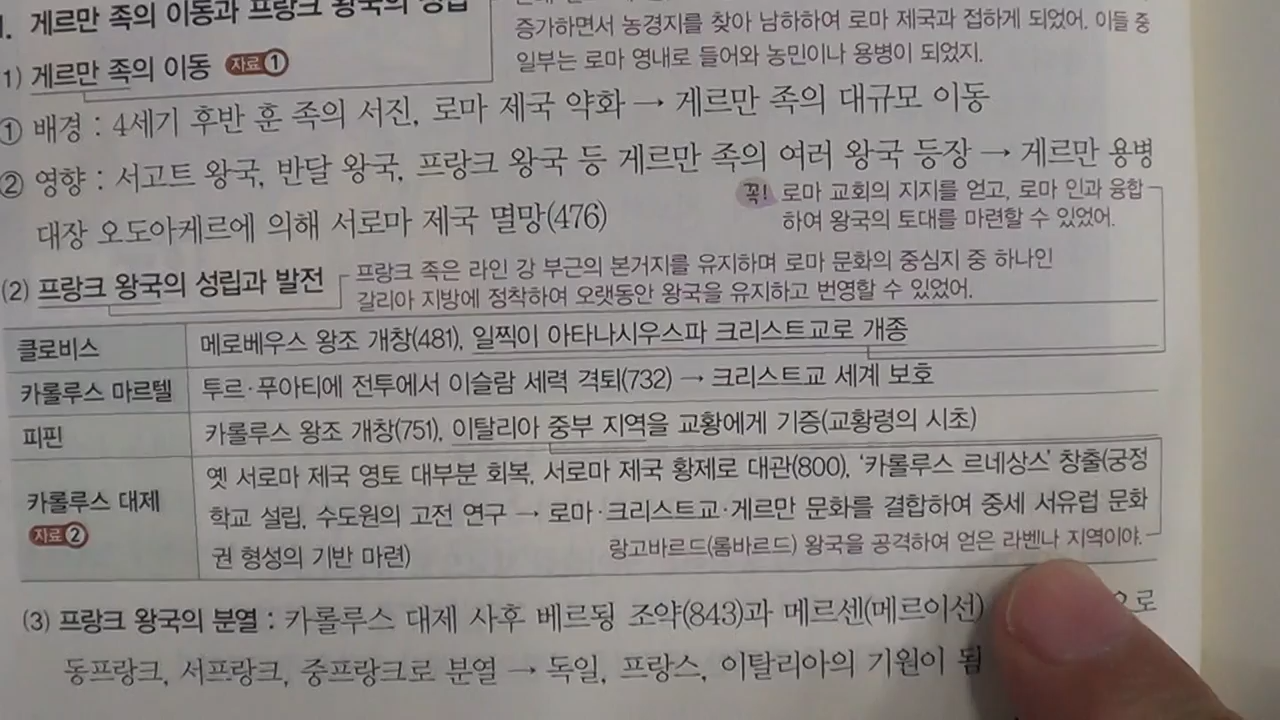 1. 게르만 족의 이동과 프랑크 왕국의 성립
증가하면서 농경지를 찾아 남하하여 로마 제국과 접하게 되었어. 이들 중
일부는 로마 영내로 들어와 농민이나 용병이 되었지.
1) 게르만 족의 이동 자료 1
① 배경 : 4세기 후반 훈 족의 서진, 로마 제국 약화 → 게르만 족의 대규모 이동
② 영향 : 서고트 왕국, 반달 왕국, 프랑크 왕국 등 게르만 족의 여러 왕국 등장 → 게르만 용병
대장 오도아케르에 의해 서로마 제국 멸망(476)
꼭! 로마 교회의 지지를 얻고, 로마 인과 융합
하여 왕국의 토대를 마련할 수 있었어.
(2) 프랑크 왕국의 성립과 발전
프랑크 족은 라인 강 부근의 본거지를 유지하며 로마 문화의 중심지 중 하나인
갈리아 지방에 정착하여 오랫동안 왕국을 유지하고 번영할 수 있었어.
클로비스 메로베우스 왕조 개창(481), 일찍이 아타나시우스파 크리스트교로 개종
카롤루스 마르텔 투르·푸아티에 전투에서 이슬람 세력 격퇴(732) → 크리스트교 세계 보호
피핀 카롤루스 왕조 개창(751), 이탈리아 중부 지역을 교황에게 기증(교황령의 시초)
카롤루스 대제
자료 2
옛 서로마 제국 영토 대부분 회복, 서로마 제국 황제로 대관(800), ‘카롤루스 르네상스’ 창출(궁정
학교 설립, 수도원의 고전 연구 → 로마·크리스트교·게르만 문화를 결합하여 중세 서유럽 문화
권 형성의 기반 마련)
랑고바르드(롬바르드) 왕국을 공격하여 얻은 라벤나 지역이야.
(3) 프랑크 왕국의 분열 : 카롤루스 대제 사후 베르됭 조약(843)과 메르센(메르이선) 으로
동프랑크, 서프랑크, 중프랑크로 분열 → 독일, 프랑스, 이탈리아의 기원이 됨